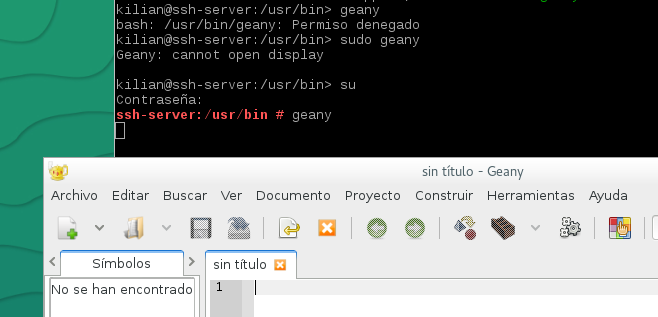 kilian@ssh-server:/usr/bin> geany
bash: /usr/bin/geany: Permiso denegado
kilian@ssh-server:/usr/bin> sudo geany
Geany: cannot open display
kilian@ssh-server:/usr/bin> su
Contraseña:
ssh-server:/usr/bin # geany
sin título - Geany
Archivo Editar Buscar Ver Documento Proyecto Construir Herramientas Ayuda
Símbolos sin título
No se han encontrado 1